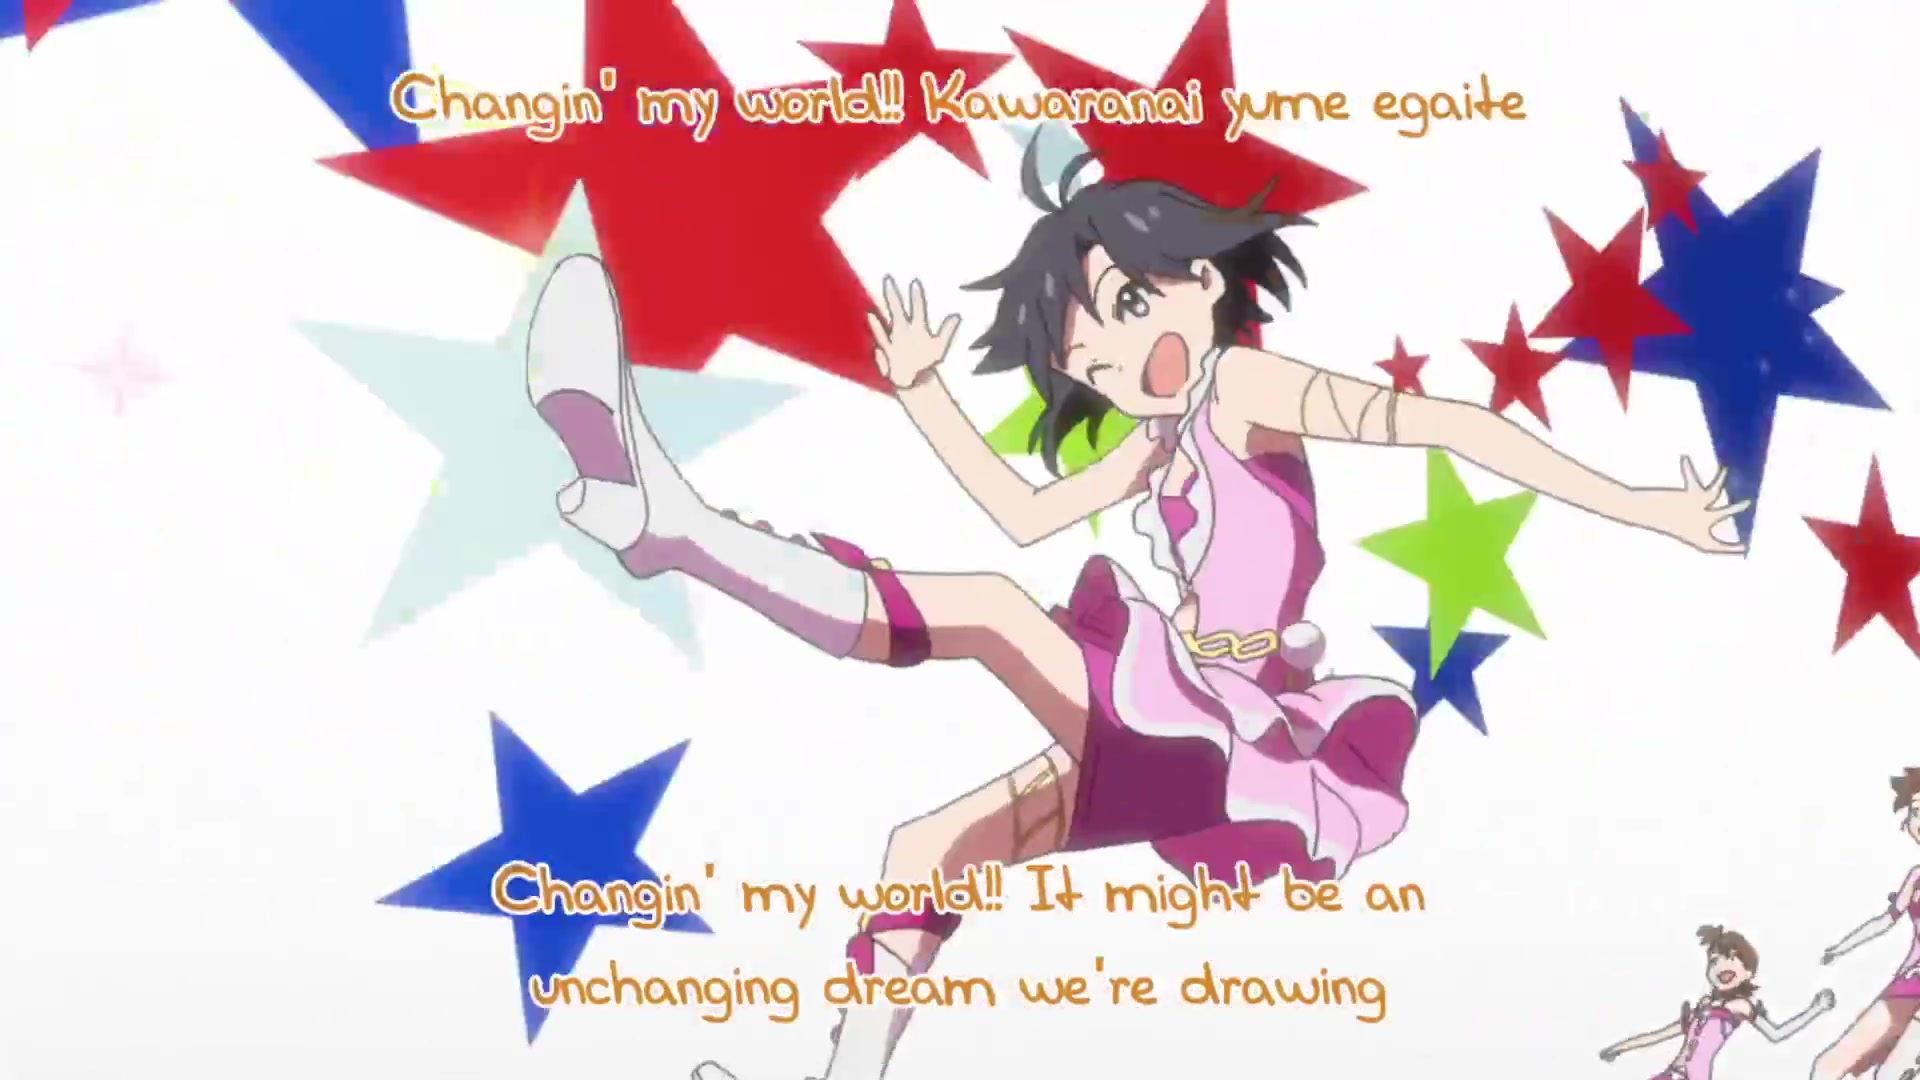 Changin' my world!! Kawaranai yume egaite
Changin' my world!! It might be an
unchanging dream we're drawing